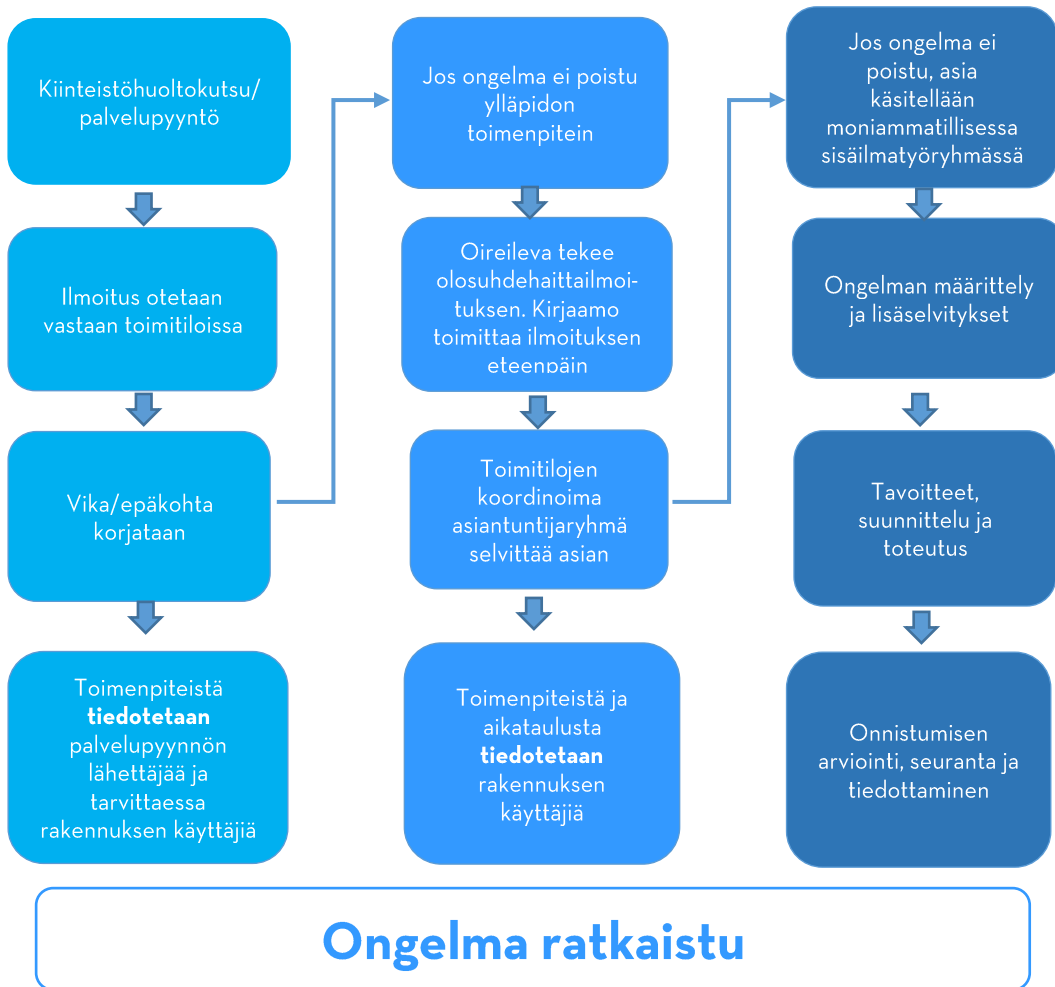 Kiinteistöhuoltokutsu/
palvelupyyntö
Ilmoitus otetaan
vastaan toimitiloissa
Vika/epäkohta
korjataan
Toimenpiteistä
tiedotetaan
palvelupyynnön
lähettäjää ja
tarvittaessa
rakennuksen käyttäjiä
Jos ongelma ei poistu
ylläpidon
toimenpitein
Oireileva tekee
olosuhdehaittailmoi-
tuksen. Kirjaamo
toimittaa ilmoituksen
eteenpäin
Toimitilojen
koordinoima
asiantuntijaryhmä
selvittää asian
Toimenpiteistä ja
aikataulusta
tiedotetaan
rakennuksen
käyttäjiä
Jos ongelma ei
poistu, asia
käsitellään
moniammatillisessa
sisäilmatyöryhmässä
Ongelman määrittely
ja lisäselvitykset
Tavoitteet,
suunnittelu ja
toteutus
Onnistumisen
arviointi, seuranta ja
tiedottaminen
Ongelma ratkaistu